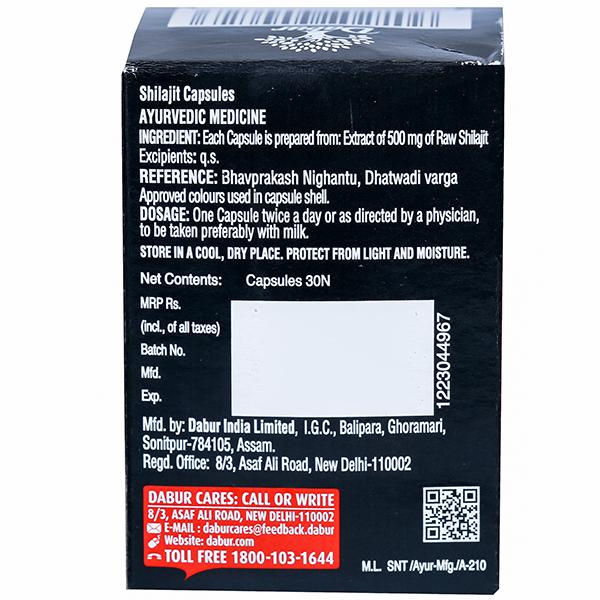 Dabur
Shilajit Capsules
AYURVEDIC MEDICINE
INGREDIENT: Each Capsule is prepared from: Extract of 500 mg of Raw Shilajit
Excipients: q.s.
REFERENCE: Bhavprakash Nighantu, Dhatwadi varga
Approved colours used in capsule shell.
DOSAGE: One Capsule twice a day or as directed by a physician,
to be taken preferably with milk.
STORE IN A COOL, DRY PLACE. PROTECT FROM LIGHT AND MOISTURE.
Net Contents: Capsules 30N
MRP Rs.
(incl., of all taxes)
Batch No.
Mfd.
Exp.
1223044967
Mfd. by: Dabur India Limited, I.G.C., Balipara, Ghoramari,
Sonitpur-784105, Assam.
Regd. Office: 8/3, Asaf Ali Road, New Delhi-110002
DABUR CARES: CALL OR WRITE
8/3, ASAF ALI ROAD, NEW DELHI-110002
E-MAIL : daburcares@feedback.dabur
Website: dabur.com
TOLL FREE 1800-103-1644
M.L. SNT /Ayur-Mfg./A-210